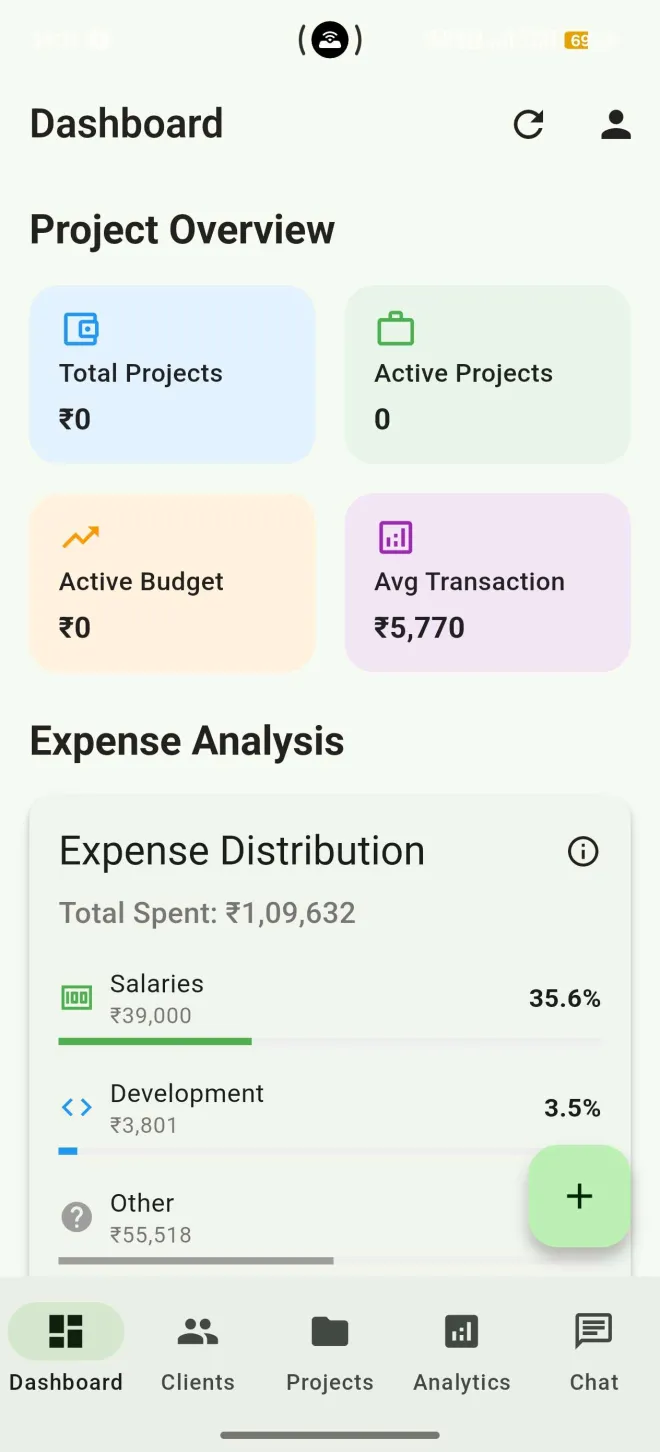 69
Dashboard
Project Overview
Total Projects
₹0
Active Projects
0
Active Budget
₹0
Avg Transaction
₹5,770
Expense Analysis
Expense Distribution
Total Spent: ₹1,09,632
Salaries
₹39,000
35.6%
Development
₹3,801
3.5%
Other
₹55,518
Dashboard
Clients
Projects
Analytics
Chat